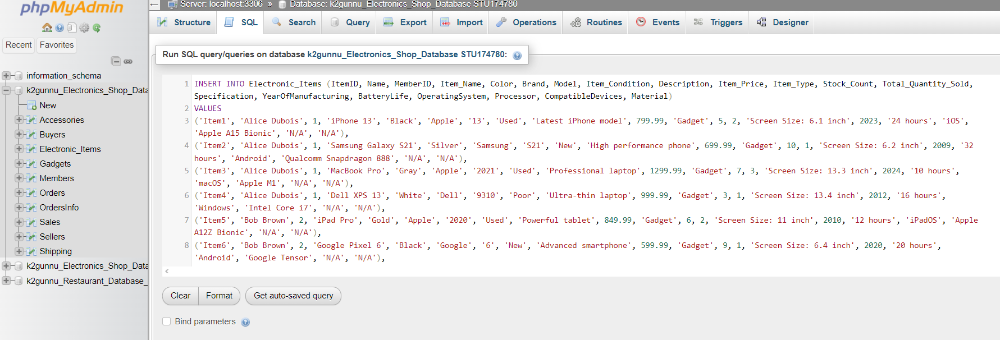 phpMyAdmin
Server: localhost:3306 » Database: k2gunnu_Electronics_Shop_Database STU174780
Structure SQL Search Query Export Import Operations Routines Events Triggers Designer
Recent Favorites
information_schema
k2gunnu_Electronics_Shop_Data
New
Accessories
Buyers
Electronic_Items
Gadgets
Members
Orders
OrdersInfo
Sales
Sellers
Shipping
k2gunnu_Electronics_Shop_Data
k2gunnu_Restaurant_Database_
Run SQL query/queries on database k2gunnu_Electronics_Shop_Database STU174780:
1 INSERT INTO Electronic_Items (ItemID, Name, MemberID, Item_Name, Color, Brand, Model, Item_Condition, Description, Item_Price, Item_Type, Stock_Count, Total_Quantity_Sold,
Specification, YearOfManufacturing, BatteryLife, OperatingSystem, Processor, CompatibleDevices, Material)
2 VALUES
3 ('Item1', 'Alice Dubois', 1, 'iPhone 13', 'Black', 'Apple', '13', 'Used', 'Latest iPhone model', 799.99, 'Gadget', 5, 2, 'Screen Size: 6.1 inch', 2023, '24 hours', 'iOS',
'Apple A15 Bionic', 'N/A', 'N/A'),
4 ('Item2', 'Alice Dubois', 1, 'Samsung Galaxy S21', 'Silver', 'Samsung', 'S21', 'New', 'High performance phone', 699.99, 'Gadget', 10, 1, 'Screen Size: 6.2 inch', 2009, '32
hours', 'Android', 'Qualcomm Snapdragon 888', 'N/A', 'N/A'),
5 ('Item3', 'Alice Dubois', 1, 'MacBook Pro', 'Gray', 'Apple', '2021', 'Used', 'Professional laptop', 1299.99, 'Gadget', 7, 3, 'Screen Size: 13.3 inch', 2024, '10 hours',
'macOS', 'Apple M1', 'N/A', 'N/A'),
6 ('Item4', 'Alice Dubois', 1, 'Dell XPS 13', 'White', 'Dell', '9310', 'Poor', 'Ultra-thin laptop', 999.99, 'Gadget', 3, 1, 'Screen Size: 13.4 inch', 2012, '16 hours',
'Windows', 'Intel Core i7', 'N/A', 'N/A'),
7 ('Item5', 'Bob Brown', 2, 'iPad Pro', 'Gold', 'Apple', '2020', 'Used', 'Powerful tablet', 849.99, 'Gadget', 6, 2, 'Screen Size: 11 inch', 2010, '12 hours', 'iPadOS', 'Apple
A12Z Bionic', 'N/A', 'N/A'),
8 ('Item6', 'Bob Brown', 2, 'Google Pixel 6', 'Black', 'Google', '6', 'New', 'Advanced smartphone', 599.99, 'Gadget', 9, 1, 'Screen Size: 6.4 inch', 2020, '20 hours',
'Android', 'Google Tensor', 'N/A', 'N/A'),
Clear Format Get auto-saved query
Bind parameters